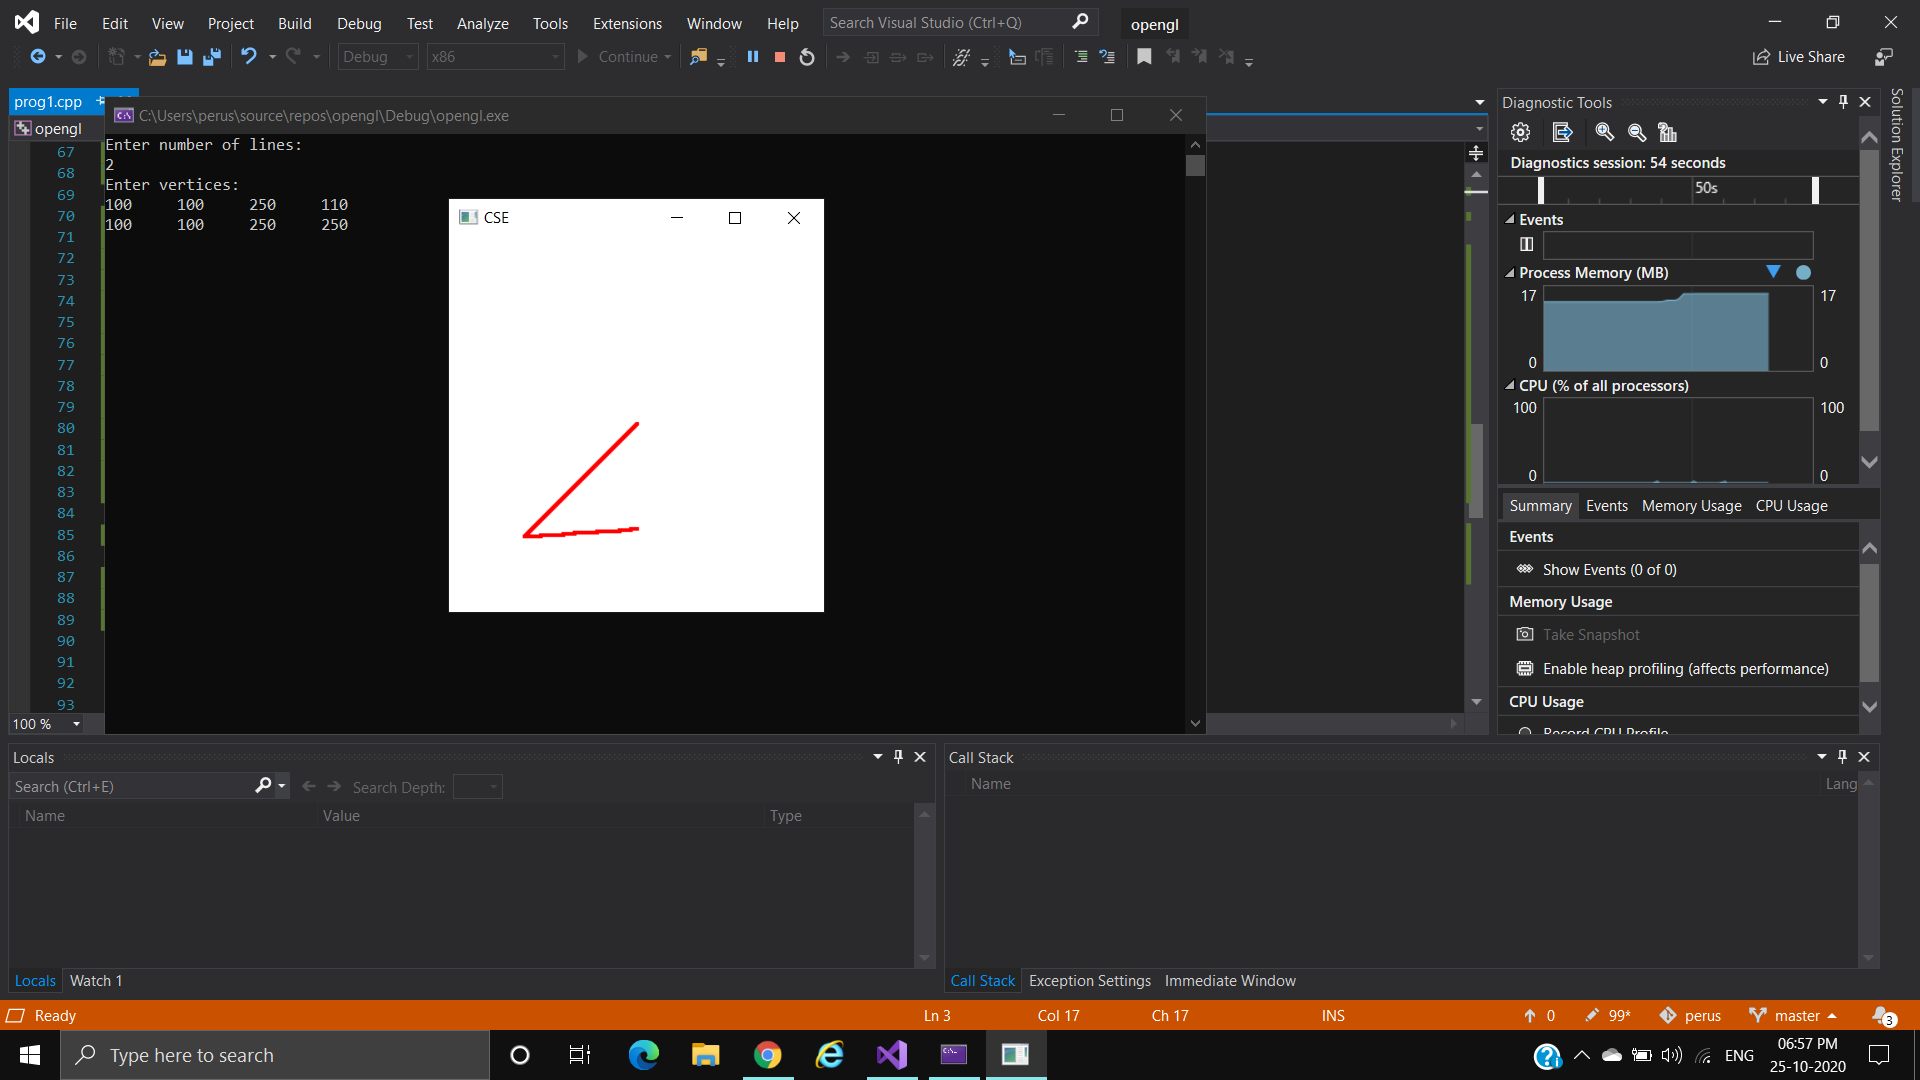 File Edit View Project Build Debug Test Analyze Tools Extensions Window Help Search Visual Studio (Ctrl+Q) opengl
Debug x86 Continue Live Share
prog1.cpp
opengl
C:\Users\perus\source\repos\opengl\Debug\opengl.exe
Enter number of lines:
2
Enter vertices:
100 100 250 110
100 100 250 250
CSE
67
68
69
70
71
72
73
74
75
76
77
78
79
80
81
82
83
84
85
86
87
88
89
90
91
92
93
100 %
Diagnostic Tools
Diagnostics session: 54 seconds
50s
Events
Process Memory (MB)
17 17
0 0
CPU (% of all processors)
100 100
0 0
Summary Events Memory Usage CPU Usage
Events
Show Events (0 of 0)
Memory Usage
Take Snapshot
Enable heap profiling (affects performance)
CPU Usage
Record CPU Profile
Solution Explorer
Locals
Search (Ctrl+E) Search Depth:
Name Value Type
Locals Watch 1
Call Stack
Name Lang
Call Stack Exception Settings Immediate Window
Ready Ln 3 Col 17 Ch 17 INS 0 99* perus master 3
Type here to search ENG 06:57 PM
25-10-2020